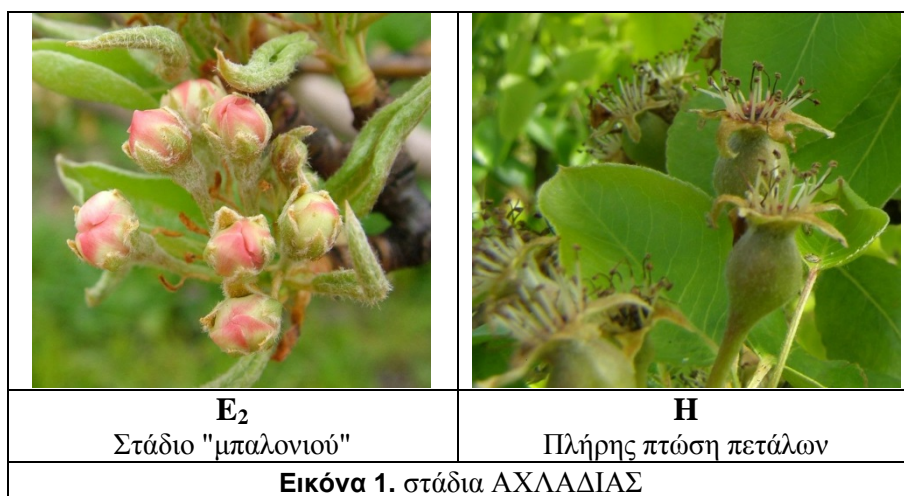 E₂
Στάδιο "μπαλονιού"
H
Πλήρης πτώση πετάλων
Εικόνα 1. στάδια ΑΧΛΑΔΙΑΣ